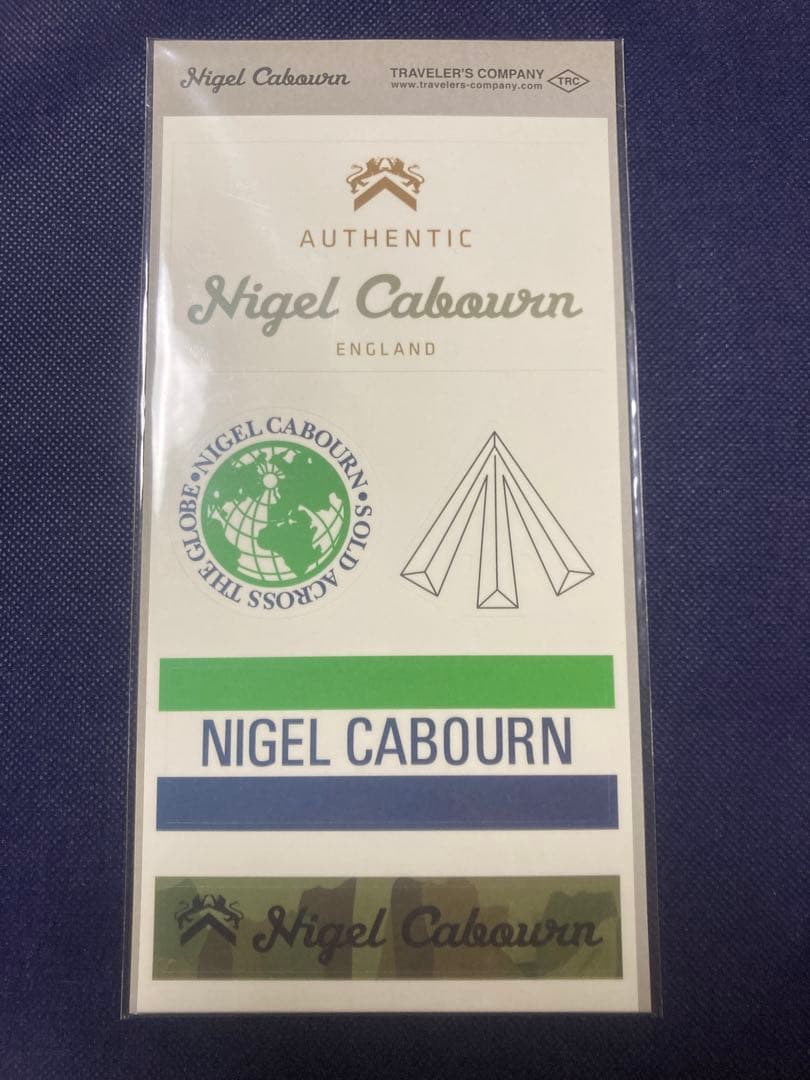 Nigel Cabourn
TRAVELER'S COMPANY
www.travelers-company.com
TRC
AUTHENTIC
Nigel Cabourn
ENGLAND
NIGEL CABOURN • SOLD ACROSS THE GLOBE •
NIGEL CABOURN
Nigel Cabourn